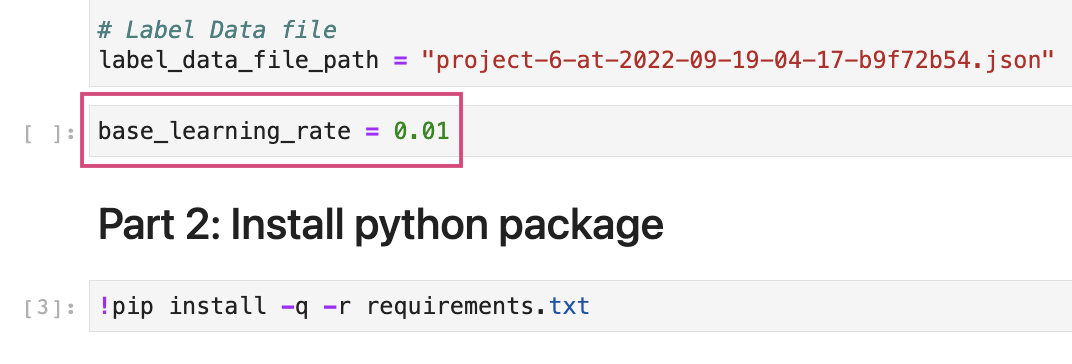 # Label Data file
label_data_file_path = "project-6-at-2022-09-19-04-17-b9f72b54.json"
[ ]: base_learning_rate = 0.01
Part 2: Install python package
[3]: !pip install -q -r requirements.txt